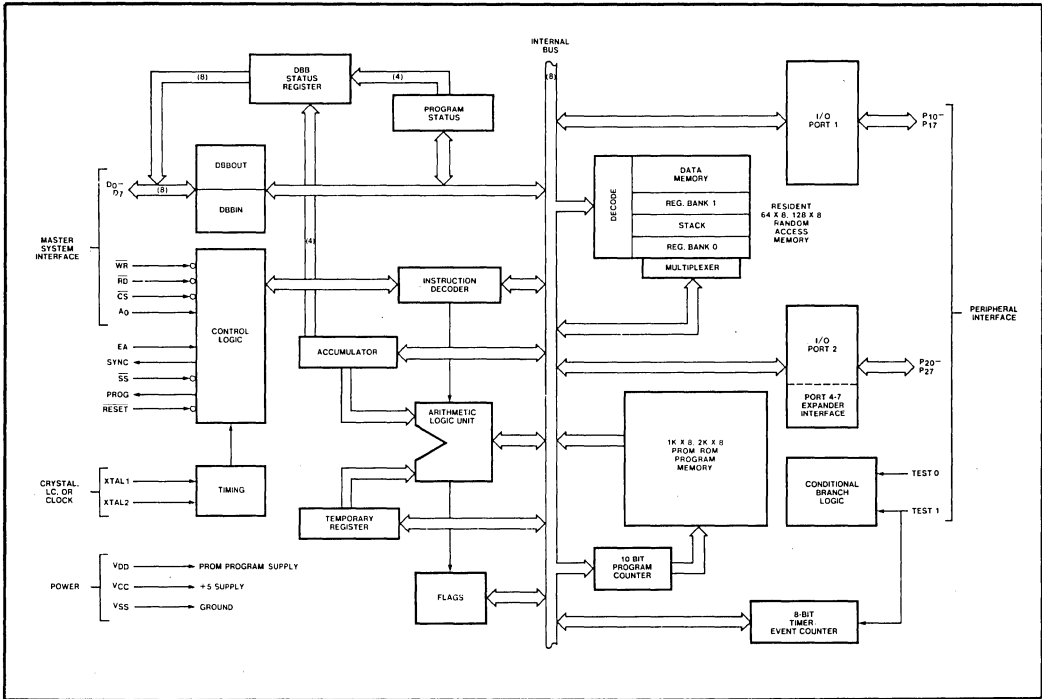 INTERNAL
BUS
(8)
DBB
STATUS
REGISTER
(8)
(4)
PROGRAM
STATUS
I/O
PORT 1
P10–
P17
D0–
D7
(8)
DBBOUT
DBBIN
(4)
DECODE
DATA
MEMORY
REG. BANK 1
STACK
REG. BANK 0
MULTIPLEXER
RESIDENT
64 X 8, 128 X 8
RANDOM
ACCESS
MEMORY
MASTER
SYSTEM
INTERFACE
WR
RD
CS
A0
EA
SYNC
SS
PROG
RESET
CONTROL
LOGIC
INSTRUCTION
DECODER
ACCUMULATOR
ARITHMETIC
LOGIC UNIT
TEMPORARY
REGISTER
FLAGS
PERIPHERAL
INTERFACE
I/O
PORT 2
PORT 4-7
EXPANDER
INTERFACE
P20–
P27
1K X 8, 2K X 8
PROM ROM
PROGRAM
MEMORY
CONDITIONAL
BRANCH
LOGIC
TEST 0
TEST 1
10 BIT
PROGRAM
COUNTER
8-BIT
TIMER
EVENT COUNTER
CRYSTAL,
LC, OR
CLOCK
XTAL1
XTAL2
TIMING
POWER
VDD
PROM PROGRAM SUPPLY
VCC
+5 SUPPLY
VSS
GROUND